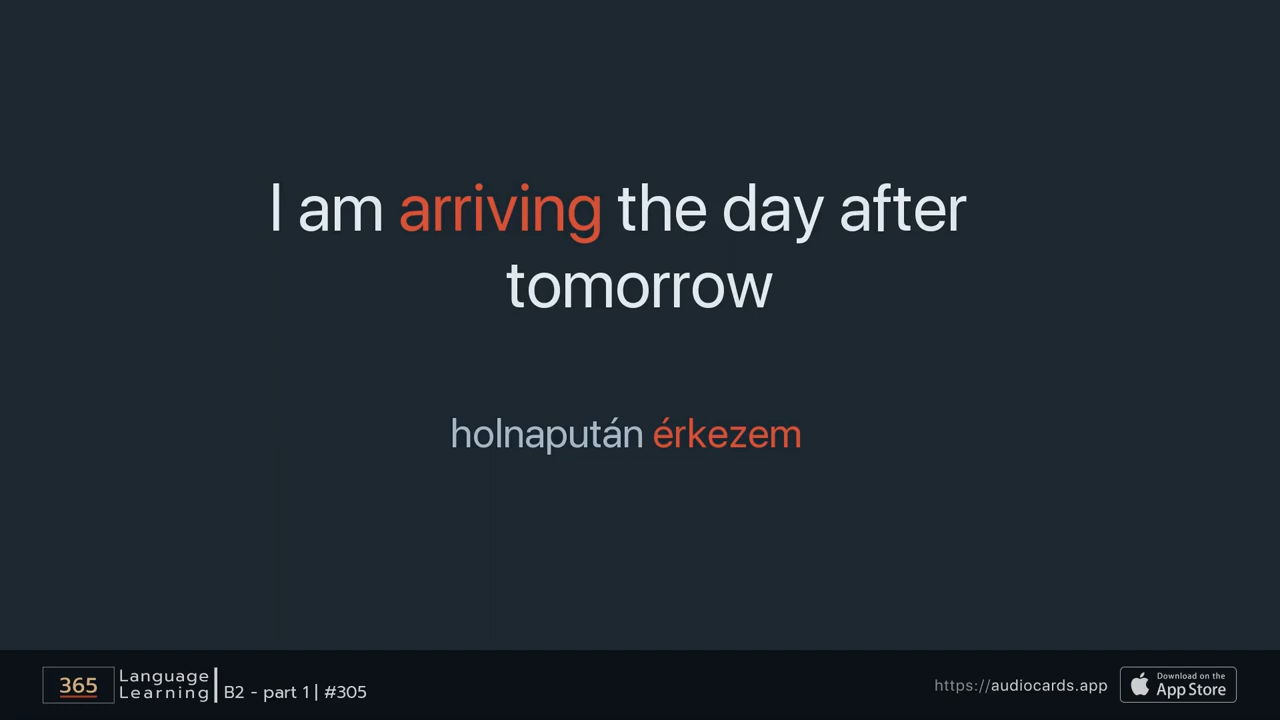 I am arriving the day after
tomorrow
holnapután érkezem
365
Language
Learning
B2 - part 1 | #305
https://audiocards.app
Download on the
App Store